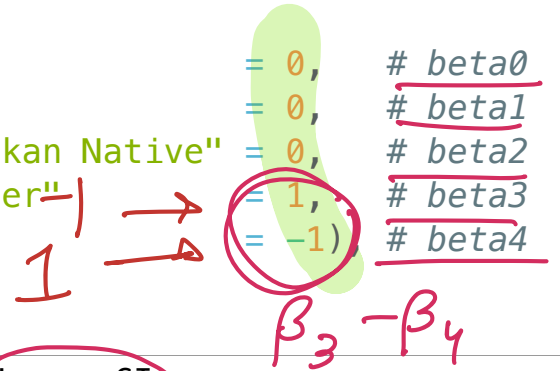 = 0, # beta0
= 0, # beta1
kan Native" = 0, # beta2
er" -1 → = 1, # beta3
1 → = -1), # beta4
β3 - β4